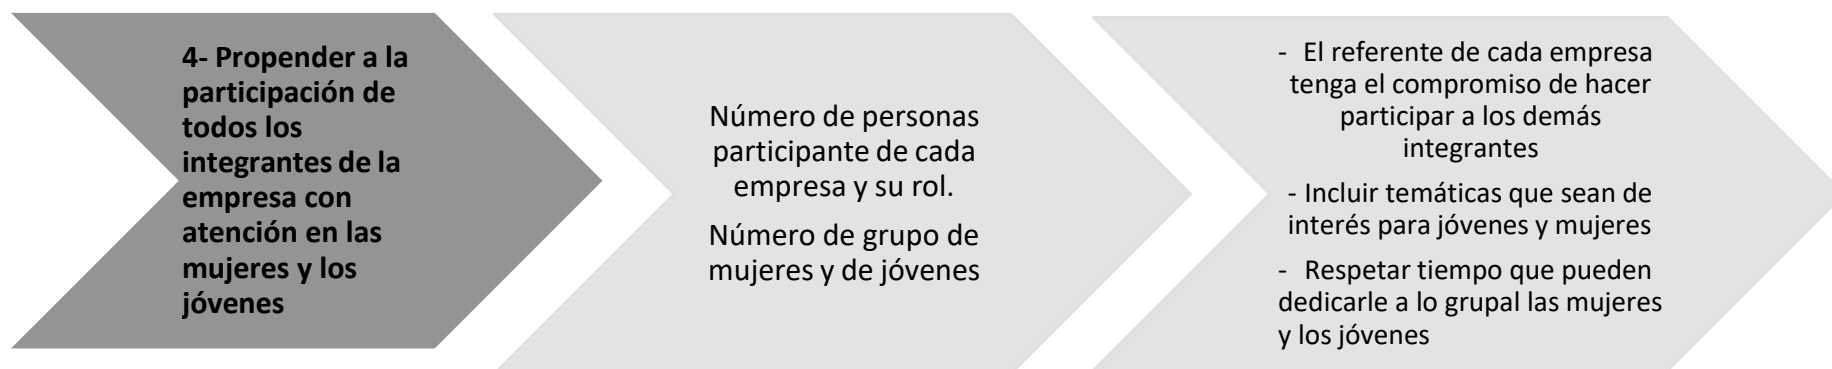 4- Propender a la
participación de
todos los
integrantes de la
empresa con
atención en las
mujeres y los
jóvenes
Número de personas
participante de cada
empresa y su rol.
Número de grupo de
mujeres y de jóvenes
- El referente de cada empresa
tenga el compromiso de hacer
participar a los demás
integrantes
- Incluir temáticas que sean de
interés para jóvenes y mujeres
- Respetar tiempo que pueden
dedicarle a lo grupal las mujeres
y los jóvenes